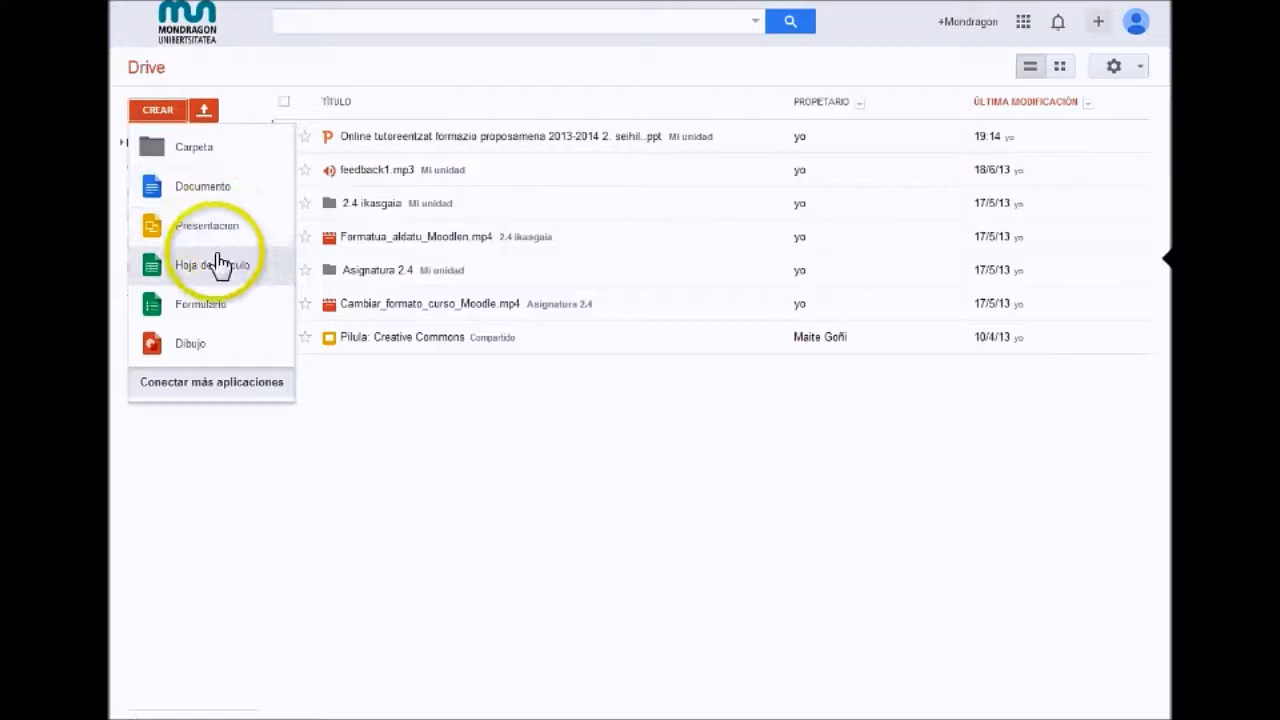 MONDRAGON
UNIBERTSITATEA
+Mondragon
Drive
CREAR
TÍTULO
PROPIETARIO
ÚLTIMA MODIFICACIÓN
Carpeta
Documento
Presentación
Hoja de
Formulario
Dibujo
Conectar más aplicaciones
Online tutoreentzat formazio proposamena 2013-2014 2. seihil..ppt Mi unidad yo 19:14 yo
feedback1.mp3 Mi unidad yo 18/6/13 yo
2.4 ikasgaia Mi unidad yo 17/5/13 yo
Formatua_aldatu_Moodlen.mp4 2.4 ikasgaia yo 17/5/13 yo
Asignatura 2.4 Mi unidad yo 17/5/13 yo
Cambiar_formato_curso_Moodle.mp4 Asignatura 2.4 yo 17/5/13 yo
Pilula: Creative Commons Compartido Maite Goñi 10/4/13 yo